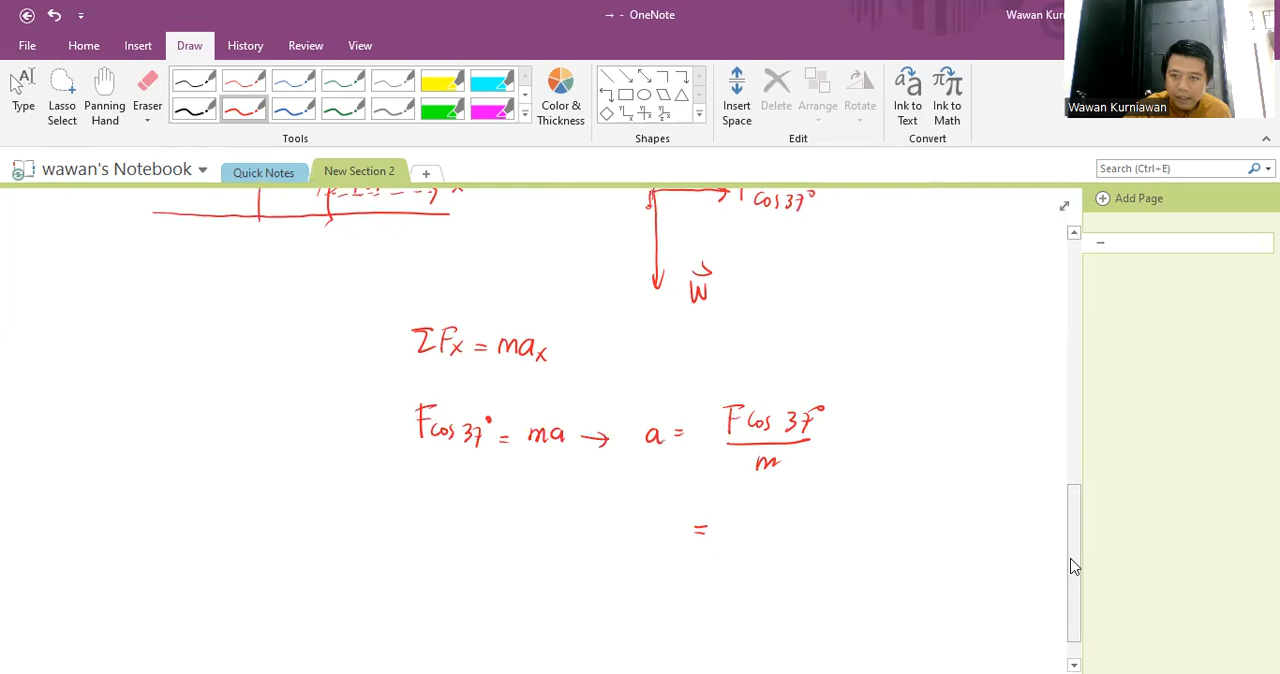 → - OneNote
Wawan Kur
File Home Insert Draw History Review View
Type
Lasso Select
Panning Hand
Eraser
Color & Thickness
Insert Space
Delete
Arrange
Rotate
Ink to Text
Ink to Math
Tools
Shapes
Edit
Convert
Wawan Kurniawan
wawan's Notebook
Quick Notes
New Section 2
Search (Ctrl+E)
Add Page
→
cos 37°
W⃗
ΣFx = max
F cos 37° = ma → a = F cos 37° / m
=